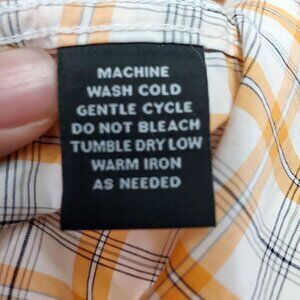 MACHINE
WASH COLD
GENTLE CYCLE
DO NOT BLEACH
TUMBLE DRY LOW
WARM IRON
AS NEEDED